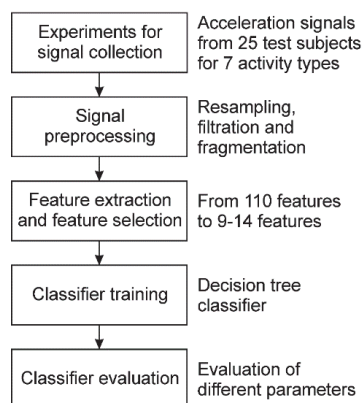 Experiments for
signal collection
Acceleration signals
from 25 test subjects
for 7 activity types
Signal
preprocessing
Resampling,
filtration and
fragmentation
Feature extraction
and feature selection
From 110 features
to 9-14 features
Classifier training
Decision tree
classifier
Classifier evaluation
Evaluation of
different parameters